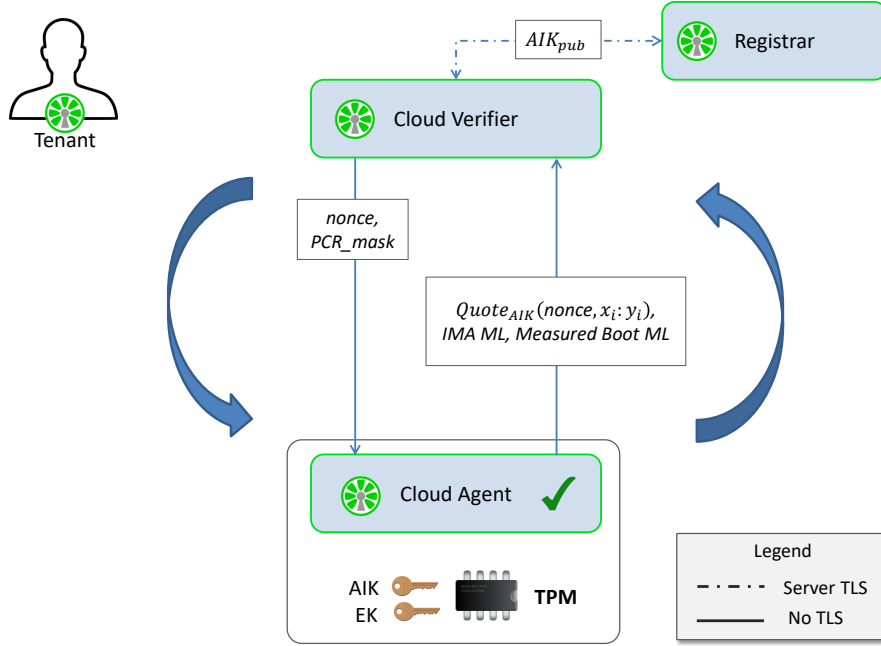 AIK_pub
Registrar
Cloud Verifier
Tenant
nonce,
PCR_mask
Quote_AIK(nonce, x_i: y_i),
IMA ML, Measured Boot ML
Cloud Agent
AIK
EK
TPM
Legend
Server TLS
No TLS